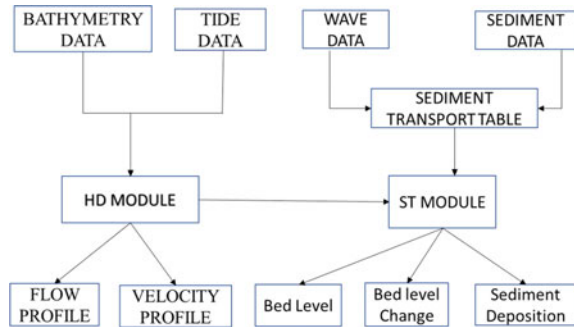 BATHYMETRY
DATA
TIDE
DATA
WAVE
DATA
SEDIMENT
DATA
SEDIMENT
TRANSPORT TABLE
HD MODULE
ST MODULE
FLOW
PROFILE
VELOCITY
PROFILE
Bed Level
Bed level
Change
Sediment
Deposition